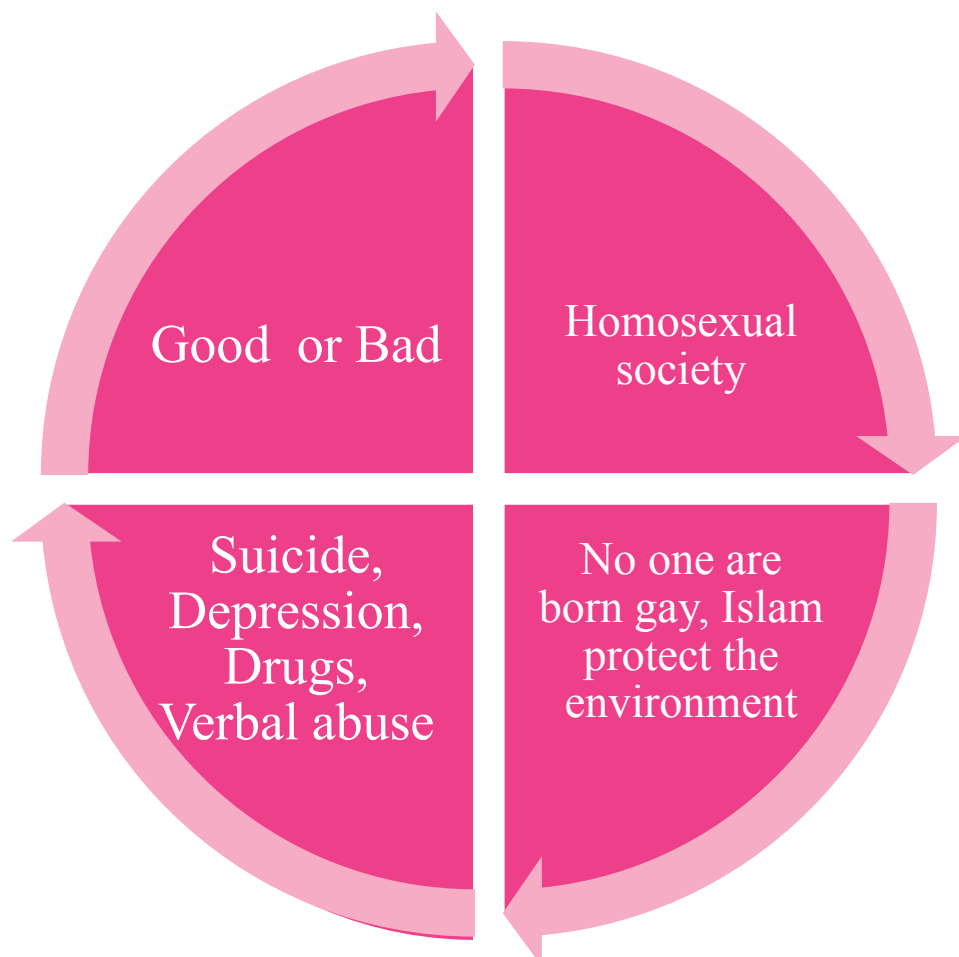 Good or Bad
Homosexual
society
No one are
born gay, Islam
protect the
environment
Suicide,
Depression,
Drugs,
Verbal abuse